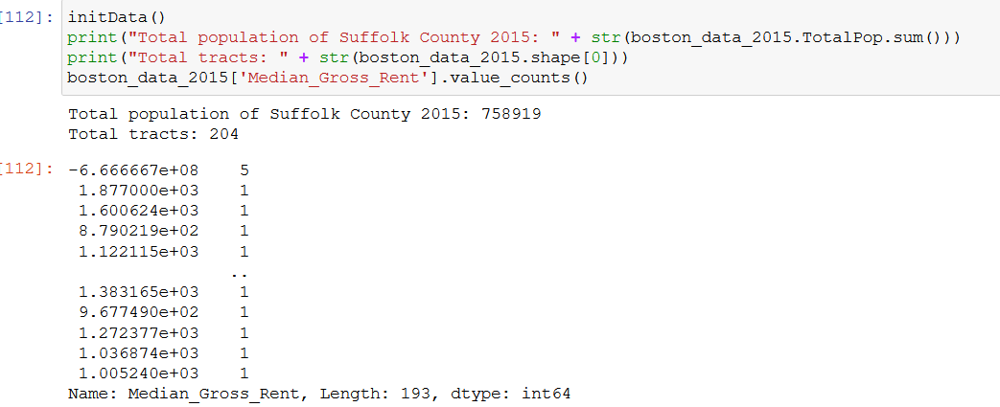 [112]: initData()
print("Total population of Suffolk County 2015: " + str(boston_data_2015.TotalPop.sum()))
print("Total tracts: " + str(boston_data_2015.shape[0]))
boston_data_2015['Median_Gross_Rent'].value_counts()
Total population of Suffolk County 2015: 758919
Total tracts: 204
[112]: -6.666667e+08    5
1.877000e+03    1
1.600624e+03    1
8.790219e+02    1
1.122115e+03    1
..
1.383165e+03    1
9.677490e+02    1
1.272377e+03    1
1.036874e+03    1
1.005240e+03    1
Name: Median_Gross_Rent, Length: 193, dtype: int64